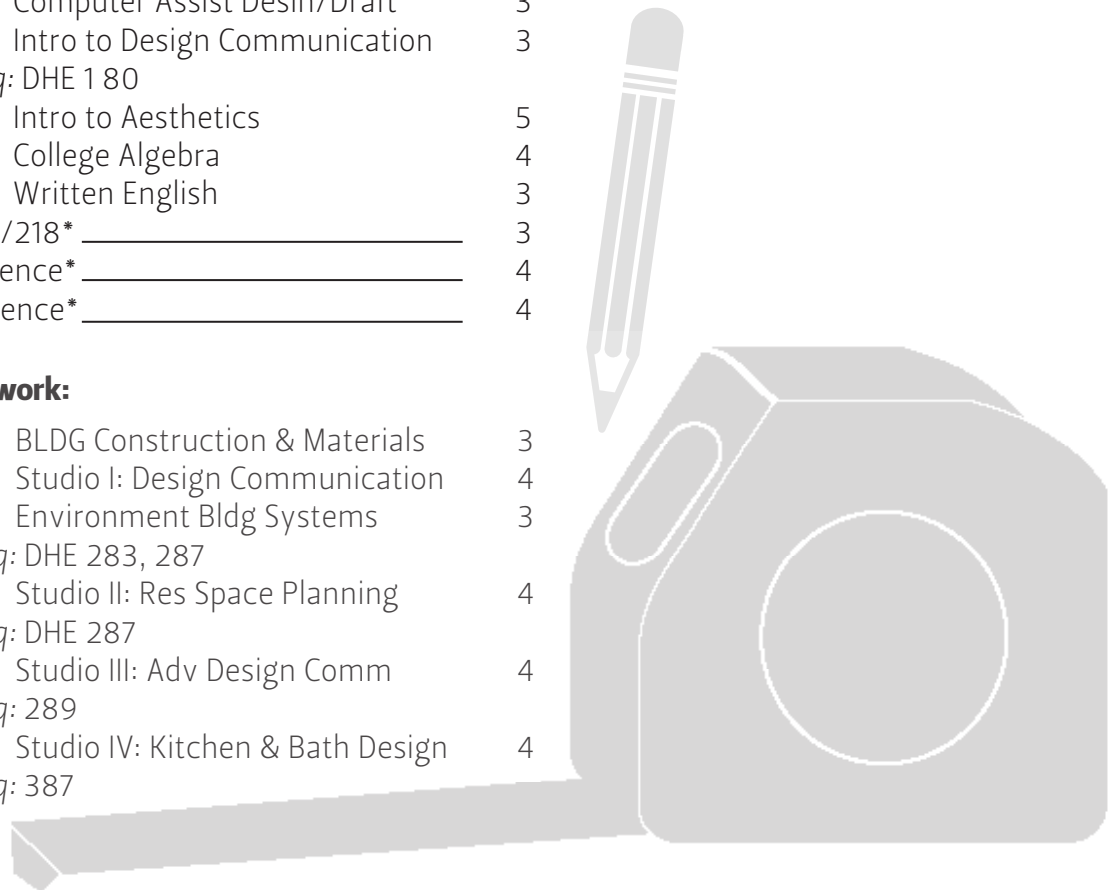 Computer Assist Desin/Draft 3
Intro to Design Communication 3
q: DHE 1 80
Intro to Aesthetics 5
College Algebra 4
Written English 3
/218* 3
ence* 4
ence* 4
work:
BLDG Construction & Materials 3
Studio I: Design Communication 4
Environment Bldg Systems 3
q: DHE 283, 287
Studio II: Res Space Planning 4
q: DHE 287
Studio III: Adv Design Comm 4
q: 289
Studio IV: Kitchen & Bath Design 4
q: 387